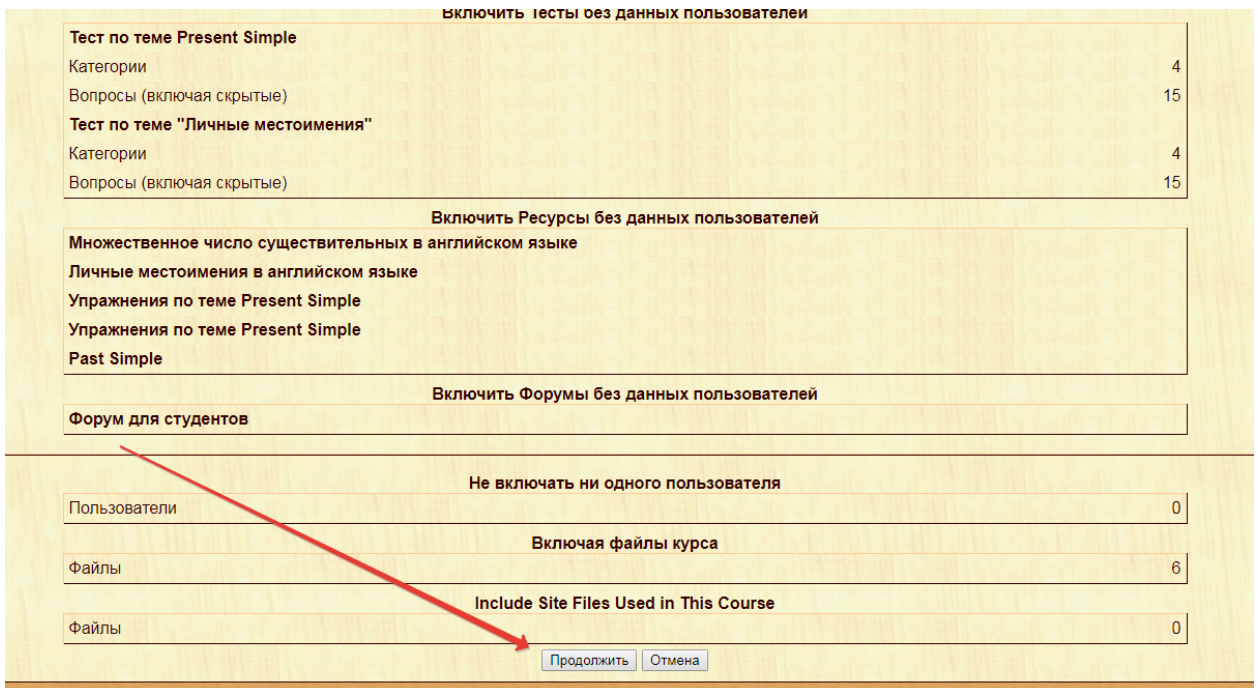 Включить Тесты без данных пользователей
Тест по теме Present Simple
Категории 4
Вопросы (включая скрытые) 15
Тест по теме "Личные местоимения"
Категории 4
Вопросы (включая скрытые) 15
Включить Ресурсы без данных пользователей
Множественное число существительных в английском языке
Личные местоимения в английском языке
Упражнения по теме Present Simple
Упражнения по теме Present Simple
Past Simple
Включить Форумы без данных пользователей
Форум для студентов
Не включать ни одного пользователя
Пользователи 0
Включая файлы курса
Файлы 6
Include Site Files Used in This Course
Файлы 0
Продолжить Отмена